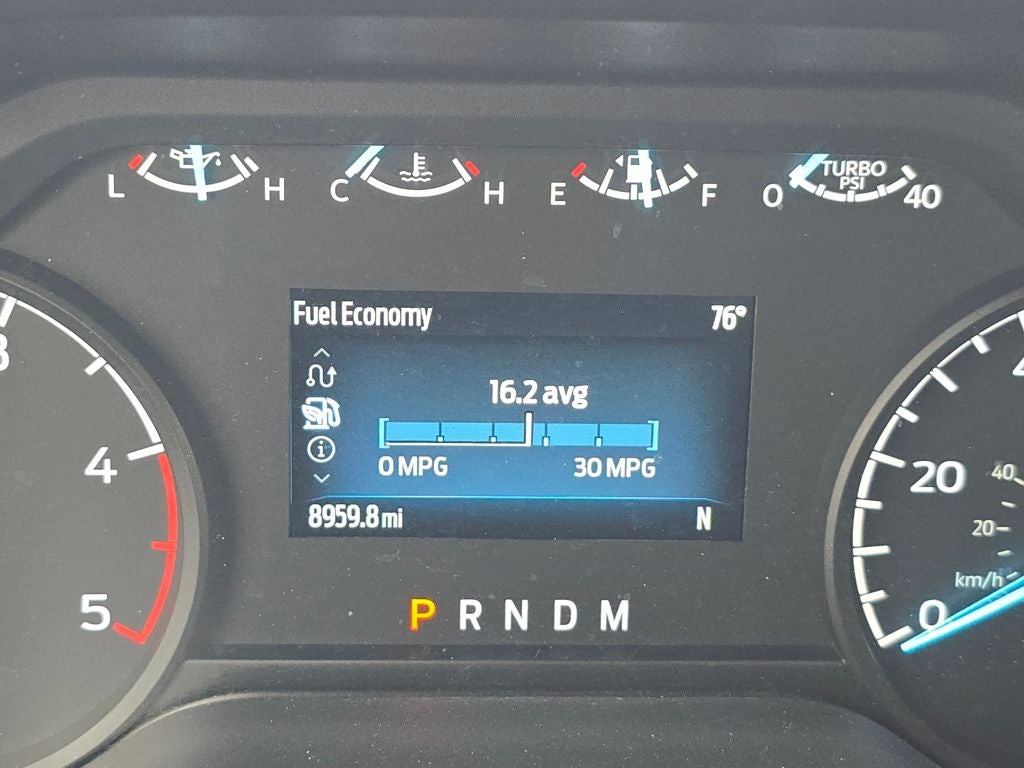 L H C H E F 0 TURBO PSI 40
Fuel Economy 76°
16.2 avg
0 MPG 30 MPG
8959.8 mi N
P R N D M
4
5
20
40
20
km/h
0